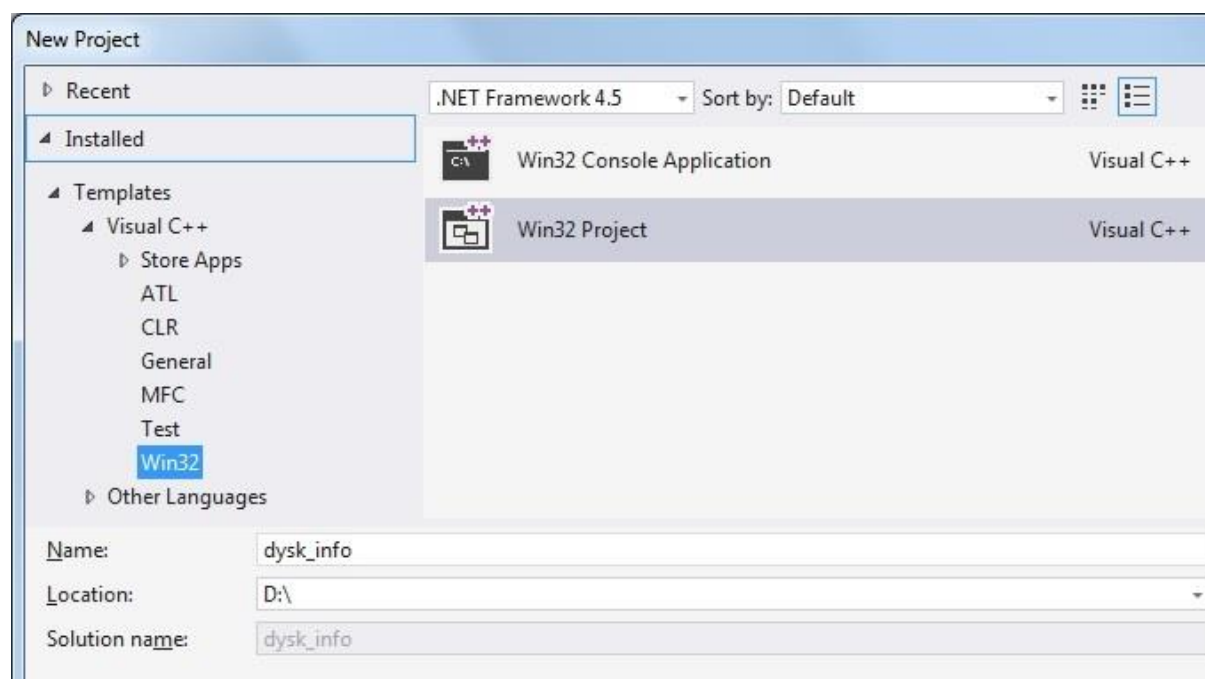 New Project
Recent
Installed
Templates
Visual C++
Store Apps
ATL
CLR
General
MFC
Test
Win32
Other Languages
.NET Framework 4.5 Sort by: Default
C:\ ++ Win32 Console Application Visual C++
++ Win32 Project Visual C++
Name: dysk_info
Location: D:\
Solution name: dysk_info